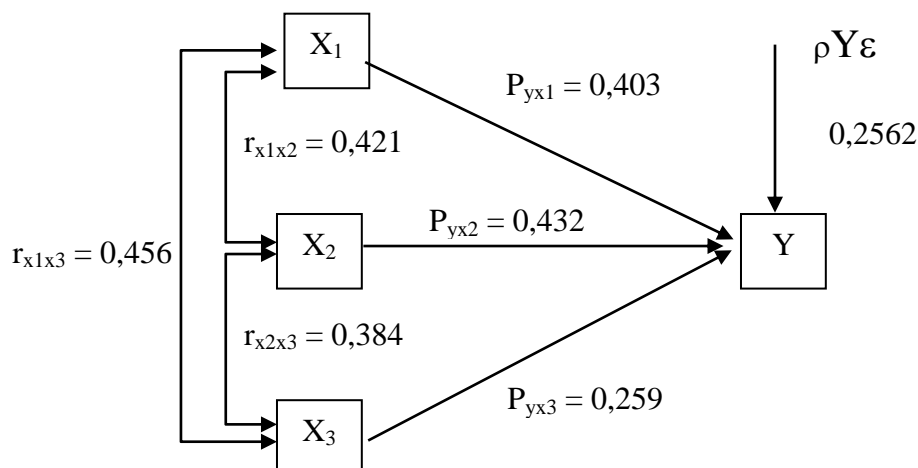 X₁
ρYε
Pyx1 = 0,403
0,2562
rx1x2 = 0,421
Pyx2 = 0,432
rx1x3 = 0,456
X₂
Y
rx2x3 = 0,384
Pyx3 = 0,259
X₃